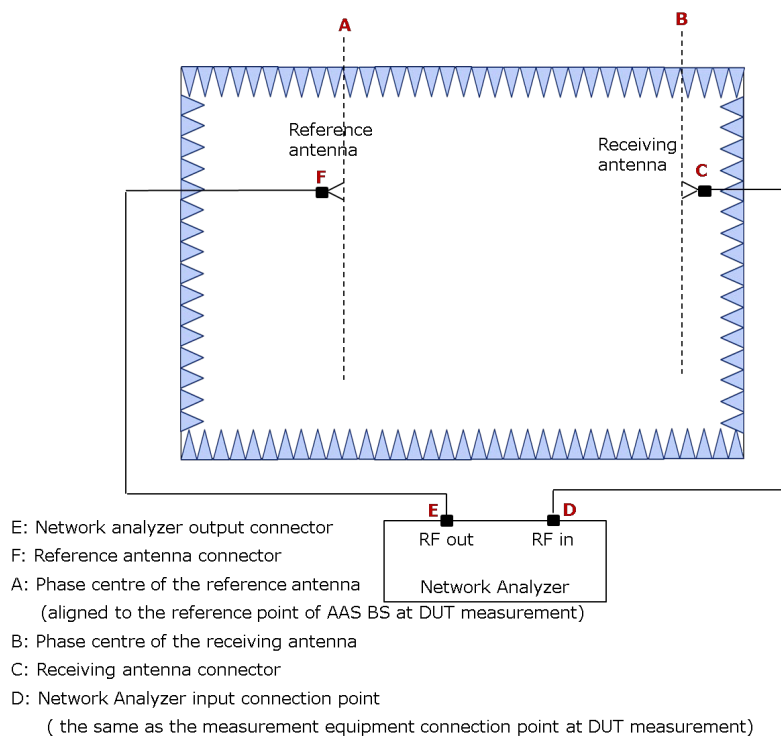 A
B
Reference
antenna
Receiving
antenna
F
C
E
D
RF out
RF in
Network Analyzer
E: Network analyzer output connector
F: Reference antenna connector
A: Phase centre of the reference antenna
(aligned to the reference point of AAS BS at DUT measurement)
B: Phase centre of the receiving antenna
C: Receiving antenna connector
D: Network Analyzer input connection point
( the same as the measurement equipment connection point at DUT measurement)